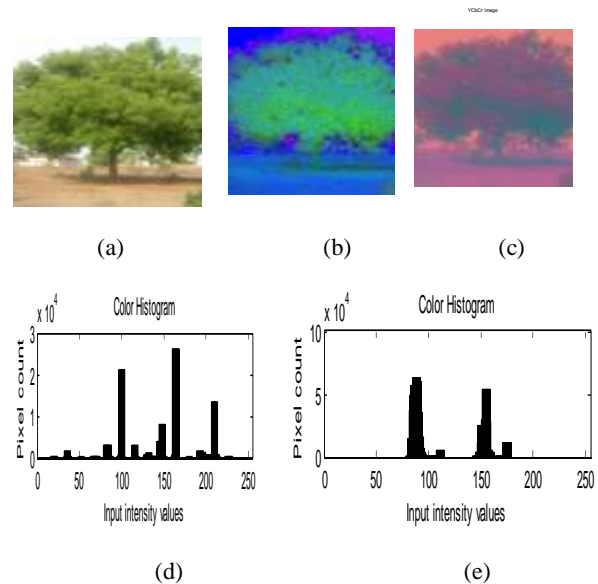 YCbCr image
(a) (b) (c)
x 10^4 Color Histogram
3
2
1
0
Pixel count
0 50 100 150 200 250
Input intensity values
(d)
x 10^4 Color Histogram
10
5
0
Pixel count
0 50 100 150 200 250
Input intensity values
(e)